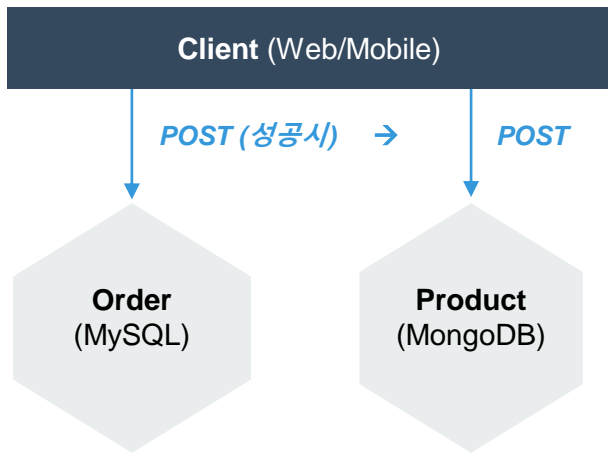 Client (Web/Mobile)
POST (성공시) → POST
Order
(MySQL)
Product
(MongoDB)